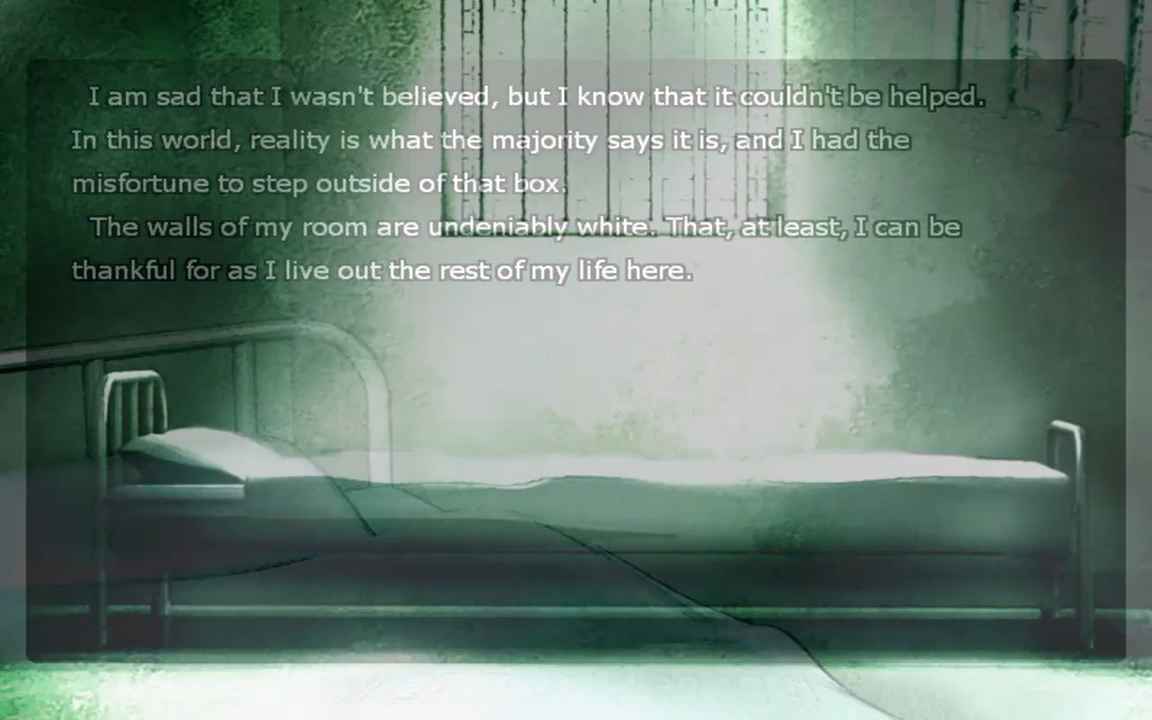 I am sad that I wasn't believed, but I know that it couldn't be helped.
In this world, reality is what the majority says it is, and I had the
misfortune to step outside of that box.
The walls of my room are undeniably white. That, at least, I can be
thankful for as I live out the rest of my life here.